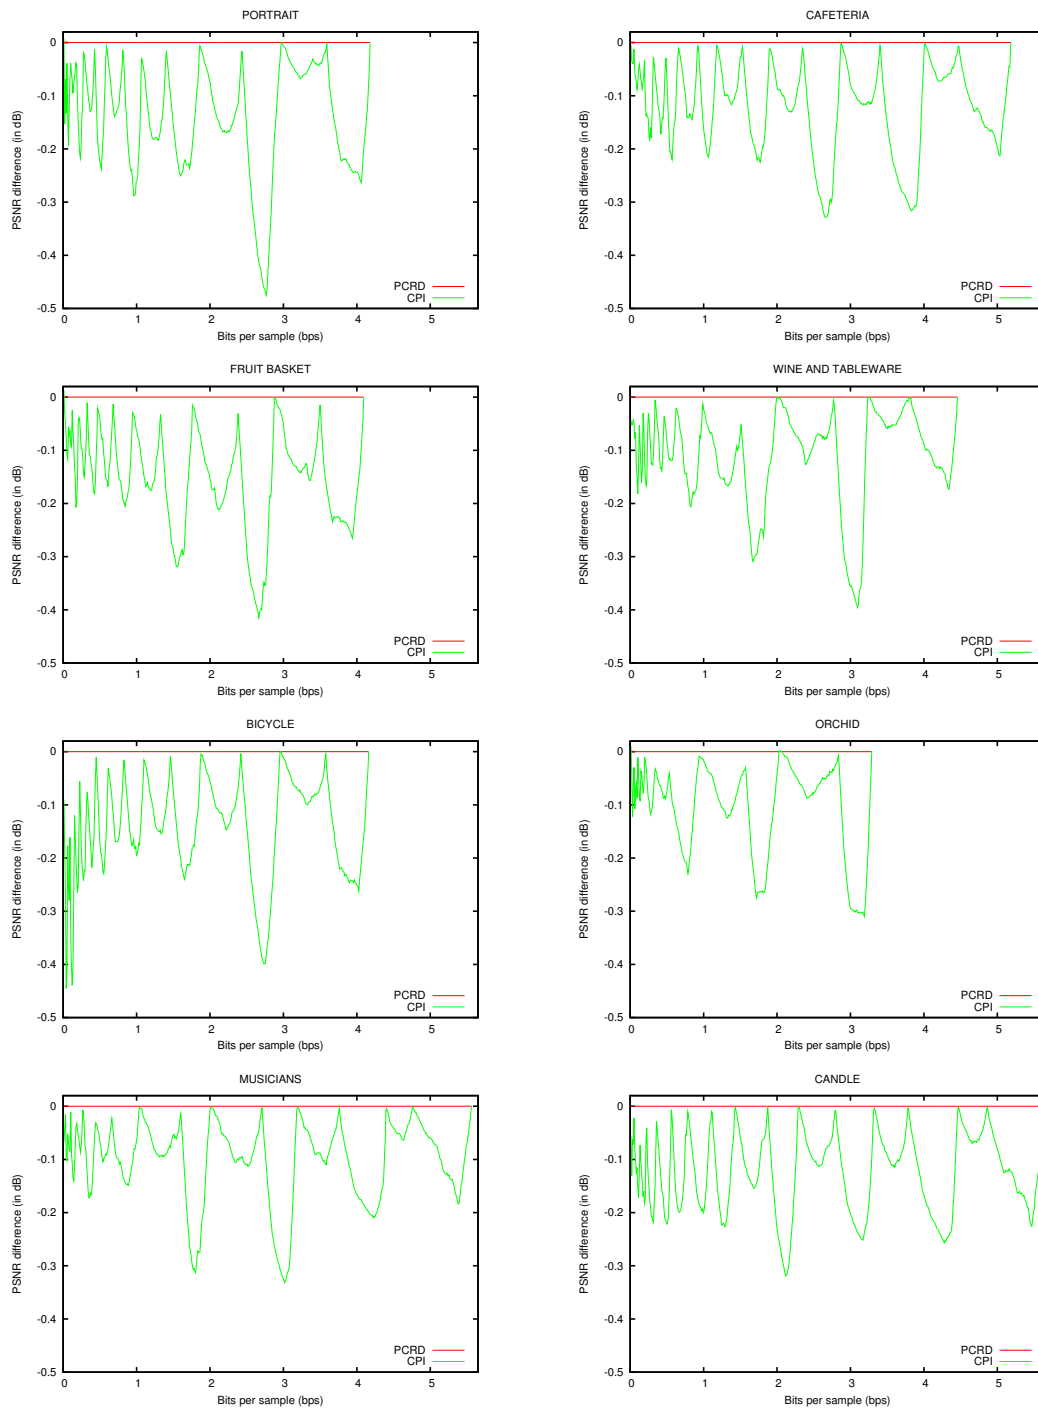 PORTRAIT
0
-0.1
-0.2
-0.3
-0.4
-0.5
PSNR difference (in dB)
PCRD
CPI
0 1 2 3 4 5
Bits per sample (bps)
CAFETERIA
0
-0.1
-0.2
-0.3
-0.4
-0.5
PSNR difference (in dB)
PCRD
CPI
0 1 2 3 4 5
Bits per sample (bps)
FRUIT BASKET
0
-0.1
-0.2
-0.3
-0.4
-0.5
PSNR difference (in dB)
PCRD
CPI
0 1 2 3 4 5
Bits per sample (bps)
WINE AND TABLEWARE
0
-0.1
-0.2
-0.3
-0.4
-0.5
PSNR difference (in dB)
PCRD
CPI
0 1 2 3 4 5
Bits per sample (bps)
BICYCLE
0
-0.1
-0.2
-0.3
-0.4
-0.5
PSNR difference (in dB)
PCRD
CPI
0 1 2 3 4 5
Bits per sample (bps)
ORCHID
0
-0.1
-0.2
-0.3
-0.4
-0.5
PSNR difference (in dB)
PCRD
CPI
0 1 2 3 4 5
Bits per sample (bps)
MUSICIANS
0
-0.1
-0.2
-0.3
-0.4
-0.5
PSNR difference (in dB)
PCRD
CPI
0 1 2 3 4 5
Bits per sample (bps)
CANDLE
0
-0.1
-0.2
-0.3
-0.4
-0.5
PSNR difference (in dB)
PCRD
CPI
0 1 2 3 4 5
Bits per sample (bps)